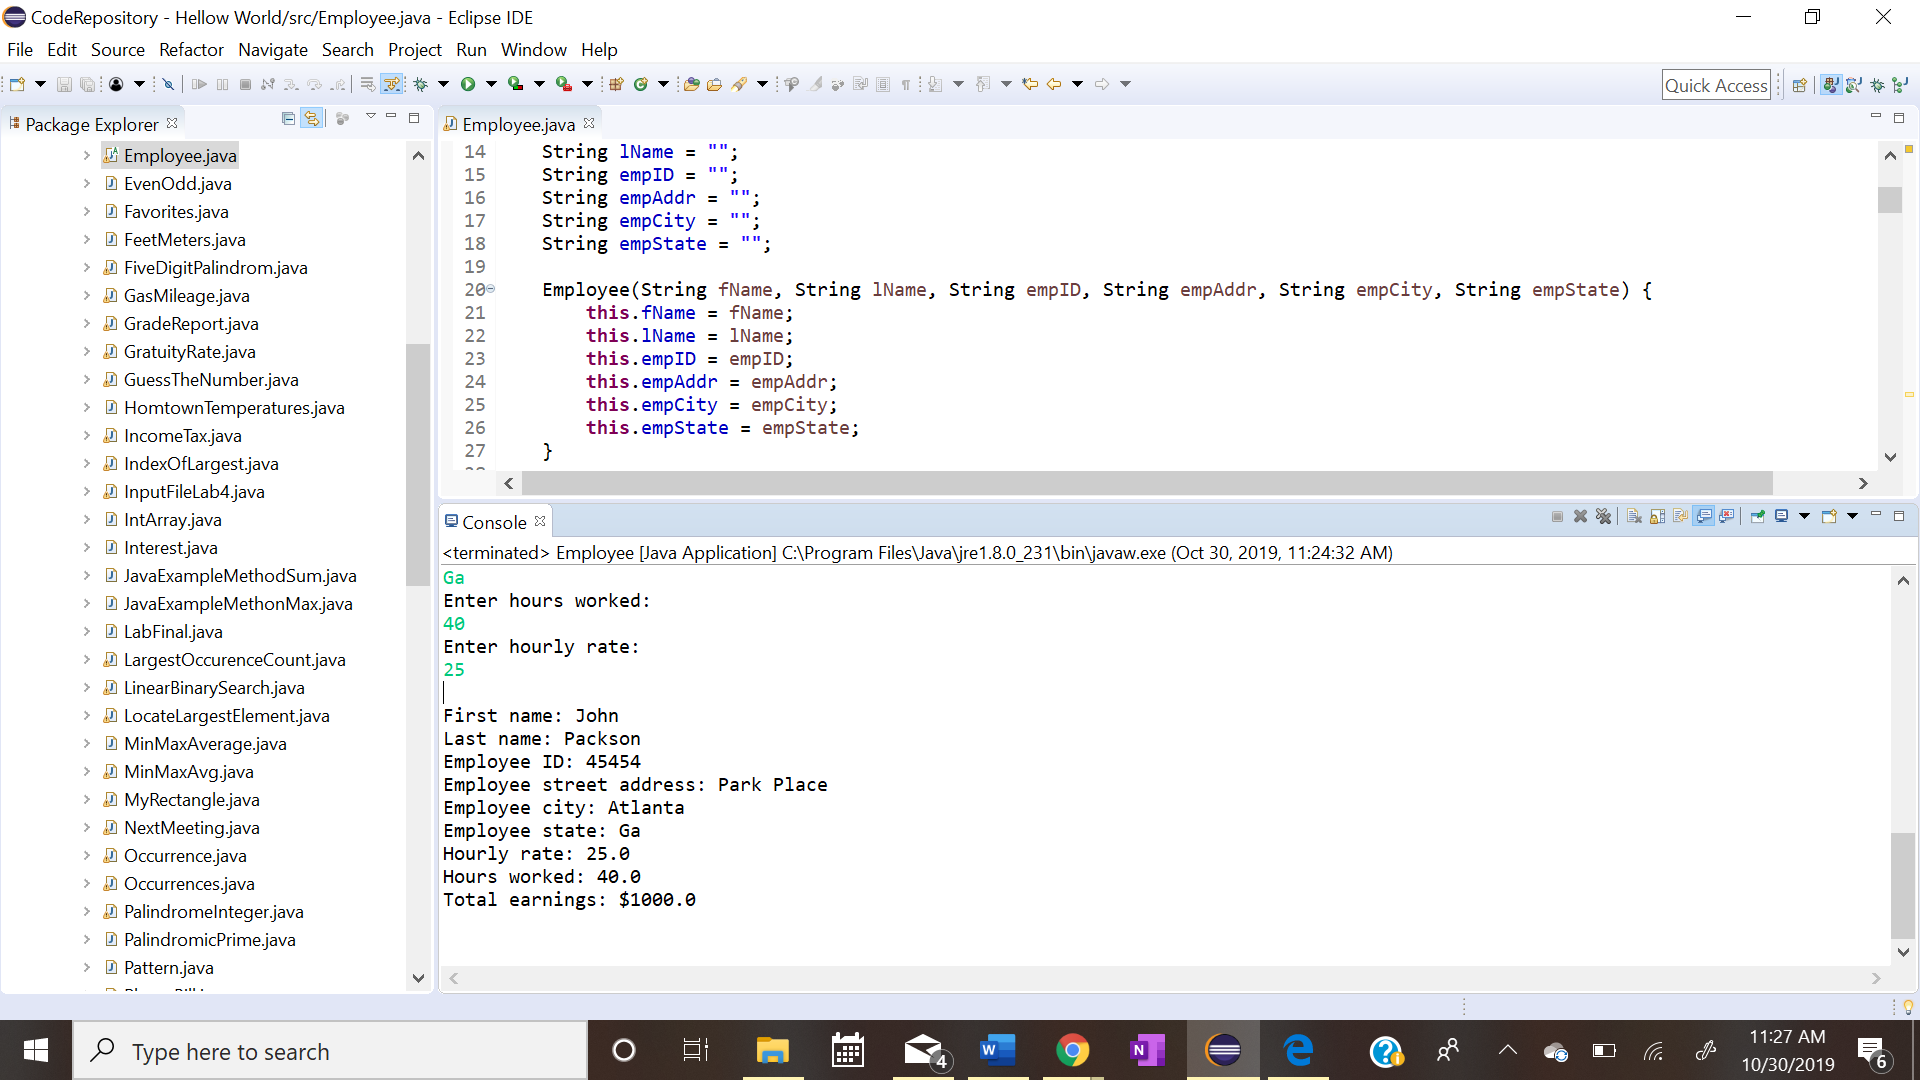 CodeRepository - Hellow World/src/Employee.java - Eclipse IDE
File Edit Source Refactor Navigate Search Project Run Window Help
Quick Access
Package Explorer
Employee.java
EvenOdd.java
Favorites.java
FeetMeters.java
FiveDigitPalindrom.java
GasMileage.java
GradeReport.java
GratuityRate.java
GuessTheNumber.java
HomtownTemperatures.java
IncomeTax.java
IndexOfLargest.java
InputFileLab4.java
IntArray.java
Interest.java
JavaExampleMethodSum.java
JavaExampleMethonMax.java
LabFinal.java
LargestOccurenceCount.java
LinearBinarySearch.java
LocateLargestElement.java
MinMaxAverage.java
MinMaxAvg.java
MyRectangle.java
NextMeeting.java
Occurrence.java
Occurrences.java
PalindromeInteger.java
PalindromicPrime.java
Pattern.java
Employee.java
14 String lName = "";
15 String empID = "";
16 String empAddr = "";
17 String empCity = "";
18 String empState = "";
19
20 Employee(String fName, String lName, String empID, String empAddr, String empCity, String empState) {
21 this.fName = fName;
22 this.lName = lName;
23 this.empID = empID;
24 this.empAddr = empAddr;
25 this.empCity = empCity;
26 this.empState = empState;
27 }
Console
<terminated> Employee [Java Application] C:\Program Files\Java\jre1.8.0_231\bin\javaw.exe (Oct 30, 2019, 11:24:32 AM)
Ga
Enter hours worked:
40
Enter hourly rate:
25
First name: John
Last name: Packson
Employee ID: 45454
Employee street address: Park Place
Employee city: Atlanta
Employee state: Ga
Hourly rate: 25.0
Hours worked: 40.0
Total earnings: $1000.0
Type here to search
4
W
N
11:27 AM
10/30/2019
6